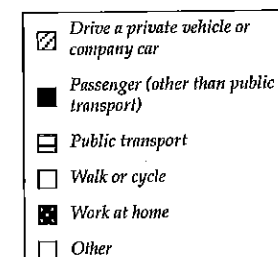 Drive a private vehicle or
company car
Passenger (other than public
transport)
Public transport
Walk or cycle
Work at home
Other